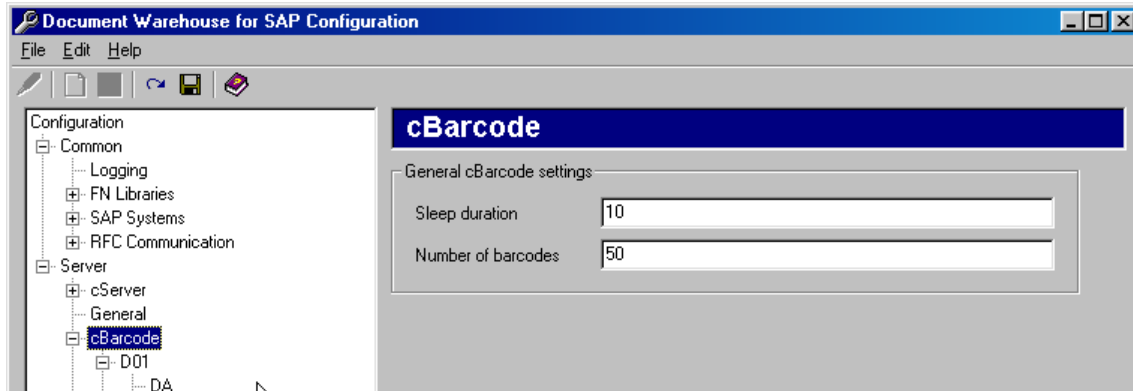 Document Warehouse for SAP Configuration
File Edit Help
Configuration
Common
Logging
FN Libraries
SAP Systems
RFC Communication
Server
cServer
General
cBarcode
D01
DA
cBarcode
General cBarcode settings
Sleep duration 10
Number of barcodes 50